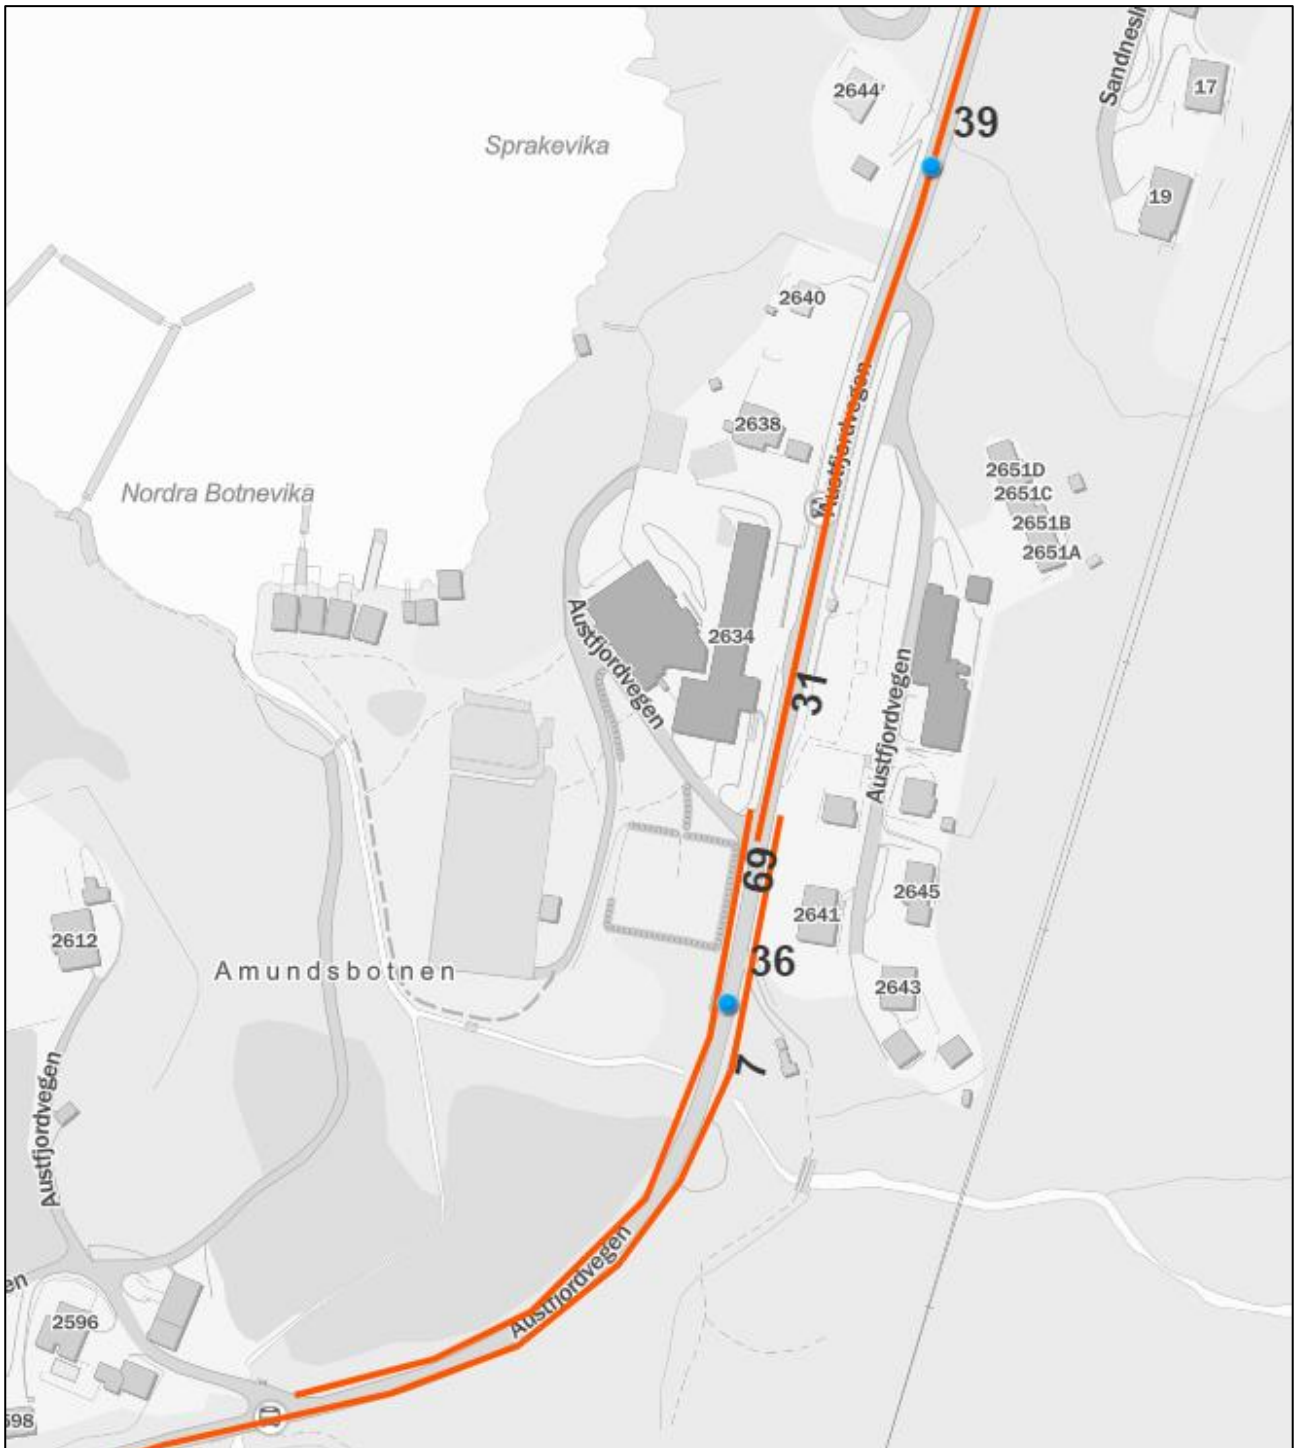 Sandnesli
17
2644
39
Sprakevika
19
2640
Austfjordvegen
2638
2651D
2651C
Nordra Botnevika
2651B
2651A
Austfjordvegen
2634
31
Austfjordvegen
69
2645
2641
2612
36
Amundsbotnen
2643
7
Austfjordvegen
Austfjordvegen
en
2596
598